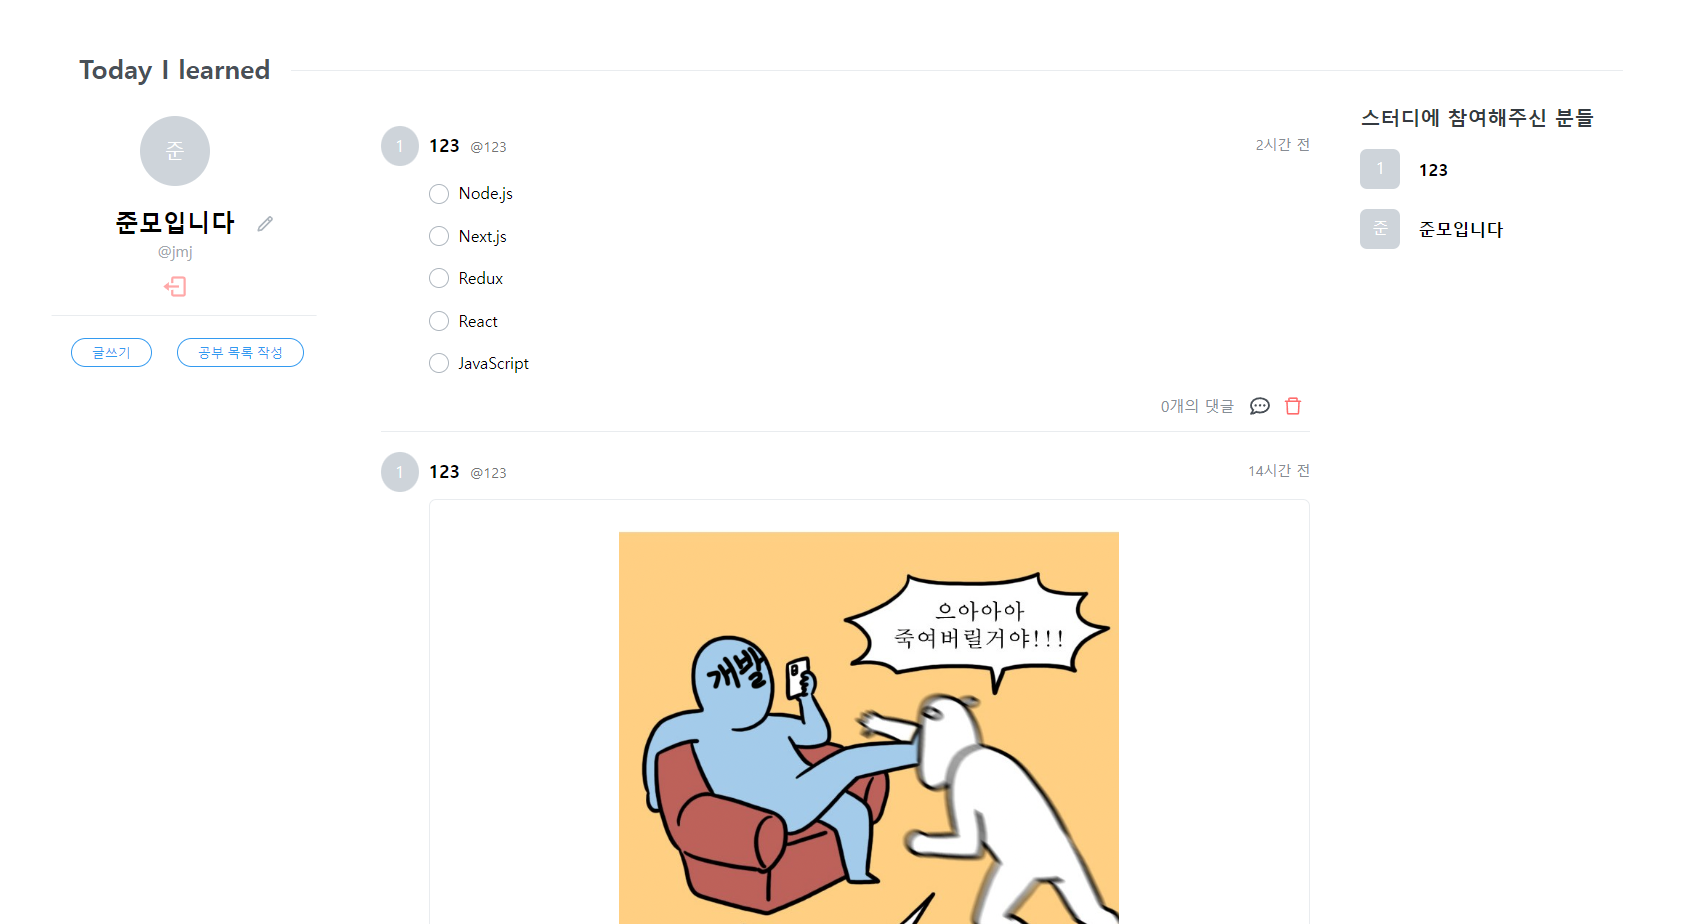 Today I learned
준
준모입니다
@jmj
글쓰기
공부 목록 작성
1
123 @123
2시간 전
Node.js
Next.js
Redux
React
JavaScript
0개의 댓글
1
123 @123
14시간 전
으아아아
죽여버릴거야!!!
개발
스터디에 참여해주신 분들
1
123
준
준모입니다